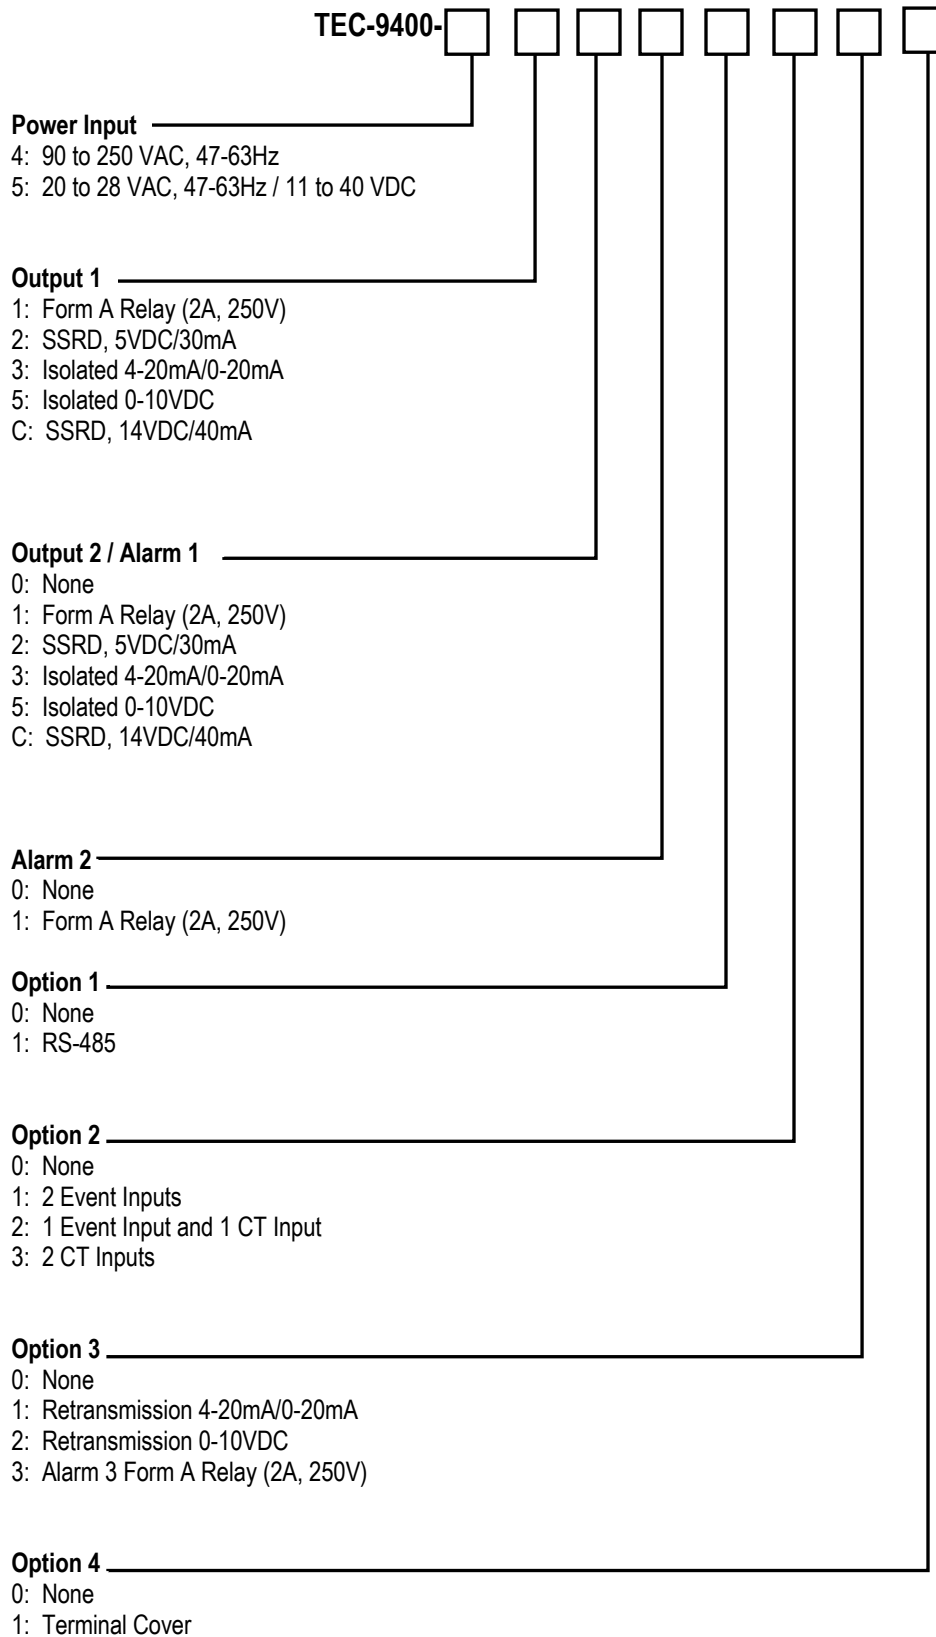 TEC-9400-
Power Input
4: 90 to 250 VAC, 47-63Hz
5: 20 to 28 VAC, 47-63Hz / 11 to 40 VDC
Output 1
1: Form A Relay (2A, 250V)
2: SSRD, 5VDC/30mA
3: Isolated 4-20mA/0-20mA
5: Isolated 0-10VDC
C: SSRD, 14VDC/40mA
Output 2 / Alarm 1
0: None
1: Form A Relay (2A, 250V)
2: SSRD, 5VDC/30mA
3: Isolated 4-20mA/0-20mA
5: Isolated 0-10VDC
C: SSRD, 14VDC/40mA
Alarm 2
0: None
1: Form A Relay (2A, 250V)
Option 1
0: None
1: RS-485
Option 2
0: None
1: 2 Event Inputs
2: 1 Event Input and 1 CT Input
3: 2 CT Inputs
Option 3
0: None
1: Retransmission 4-20mA/0-20mA
2: Retransmission 0-10VDC
3: Alarm 3 Form A Relay (2A, 250V)
Option 4
0: None
1: Terminal Cover